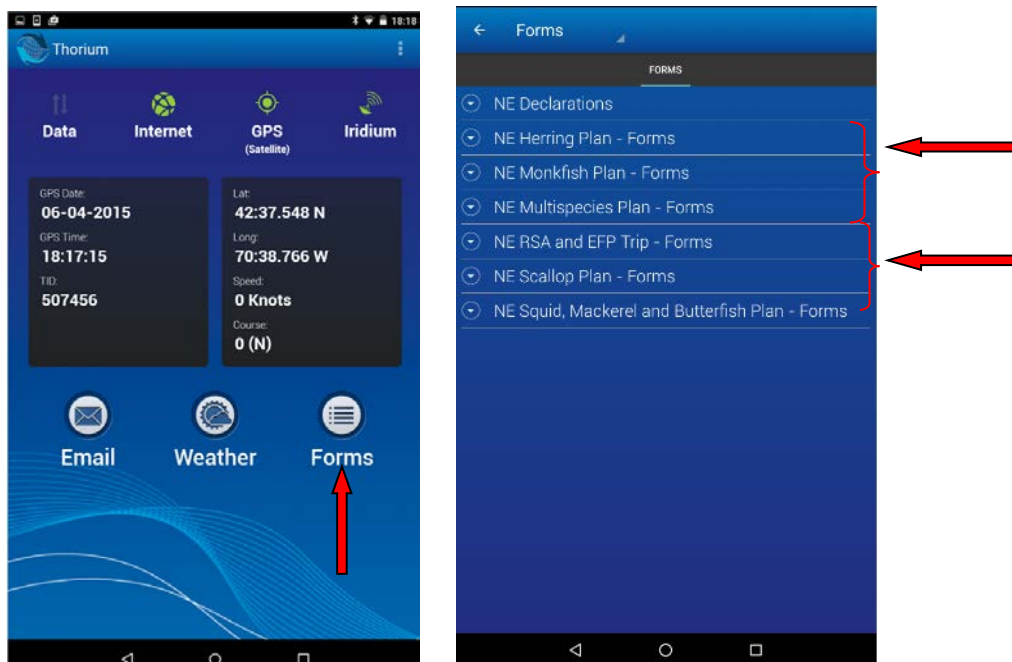 18:18
Thorium
Data Internet GPS Iridium
(Satellite)
GPS Date:
06-04-2015
GPS Time:
18:17:15
TID:
507456
Lat:
42:37.548 N
Long:
70:38.766 W
Speed:
0 Knots
Course:
0 (N)
Email Weather Forms
Forms
FORMS
NE Declarations
NE Herring Plan - Forms
NE Monkfish Plan - Forms
NE Multispecies Plan - Forms
NE RSA and EFP Trip - Forms
NE Scallop Plan - Forms
NE Squid, Mackerel and Butterfish Plan - Forms